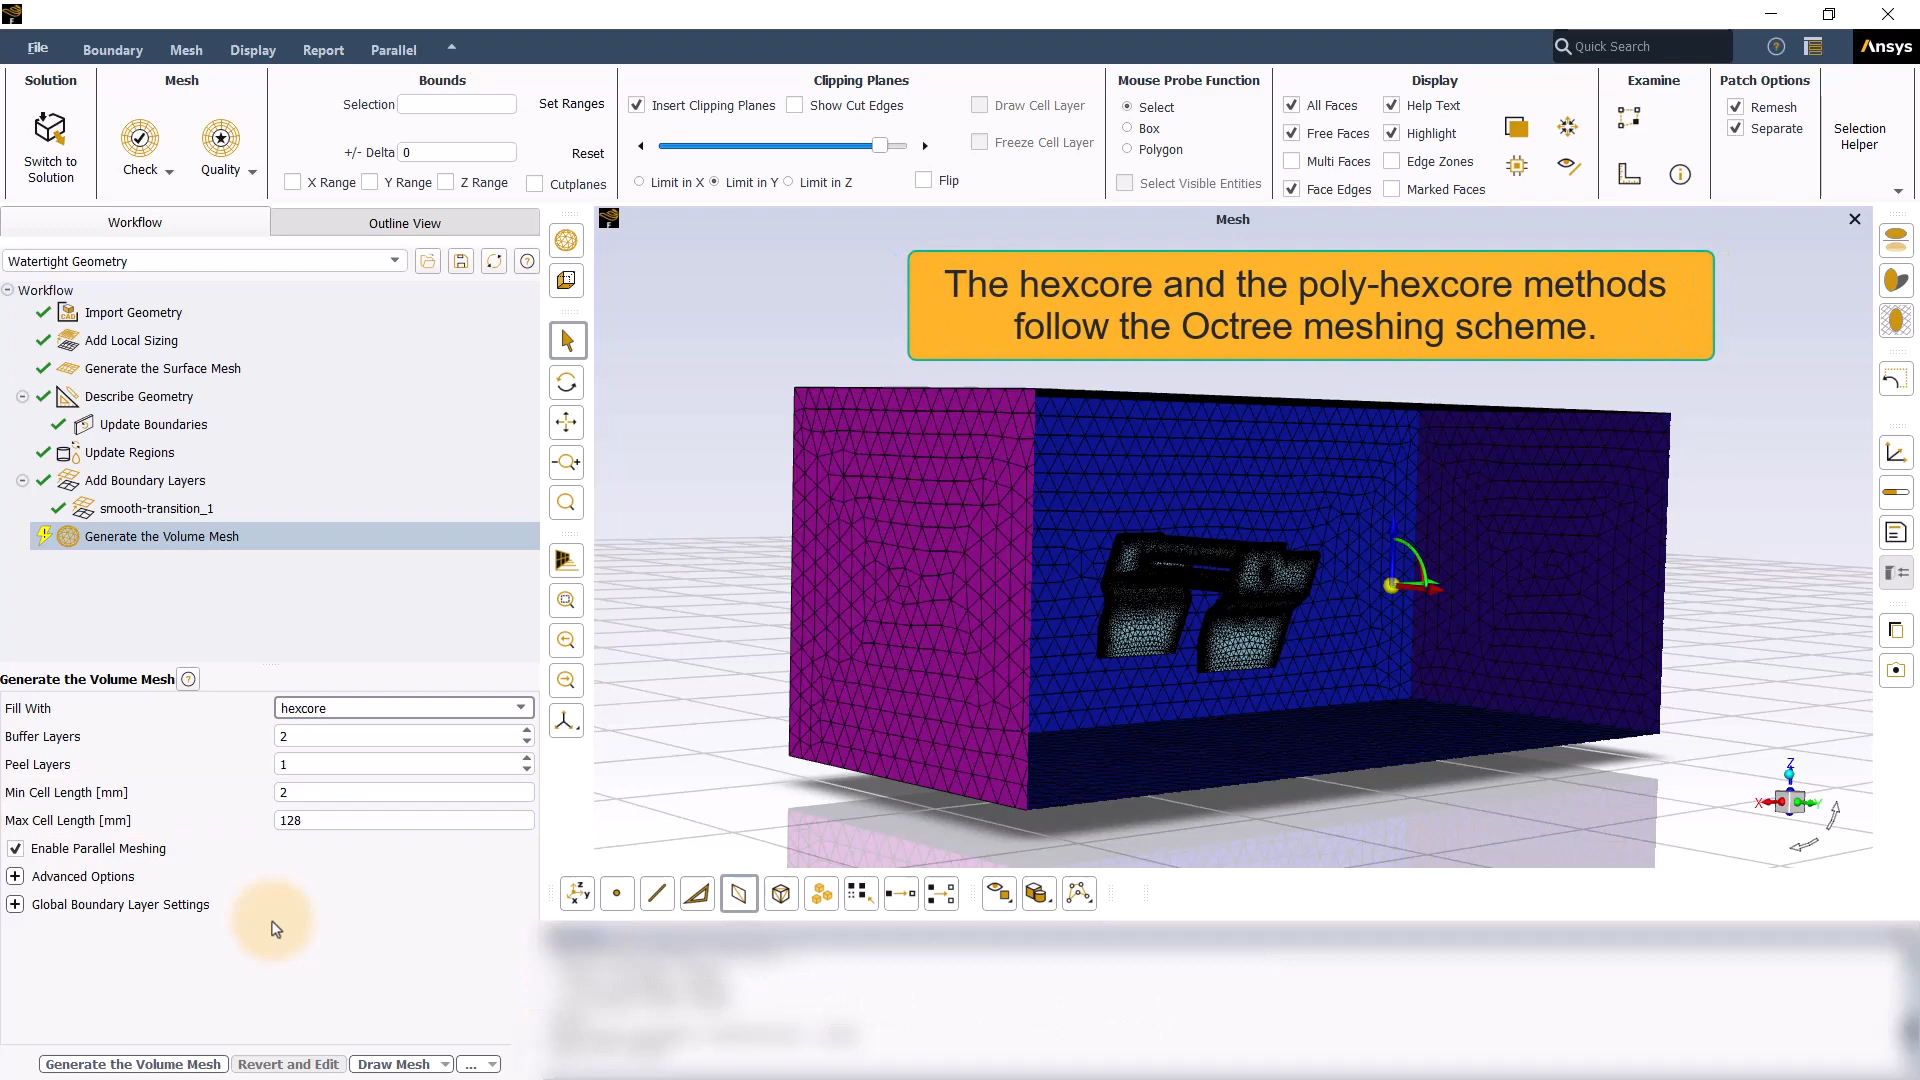 File Boundary Mesh Display Report Parallel Quick Search Ansys
Solution Mesh Bounds Clipping Planes Mouse Probe Function Display Examine Patch Options
Switch to Solution
Check Quality
Selection Set Ranges
+/- Delta 0 Reset
X Range Y Range Z Range Cutplanes
Insert Clipping Planes Show Cut Edges Draw Cell Layer
Freeze Cell Layer
Limit in X Limit in Y Limit in Z Flip
Select
Box
Polygon
Select Visible Entities
All Faces Help Text
Free Faces Highlight
Multi Faces Edge Zones
Face Edges Marked Faces
Remesh
Separate
Selection Helper
Workflow Outline View
Watertight Geometry
Workflow
Import Geometry
Add Local Sizing
Generate the Surface Mesh
Describe Geometry
Update Boundaries
Update Regions
Add Boundary Layers
smooth-transition_1
Generate the Volume Mesh
Generate the Volume Mesh
Fill With hexcore
Buffer Layers 2
Peel Layers 1
Min Cell Length [mm] 2
Max Cell Length [mm] 128
Enable Parallel Meshing
Advanced Options
Global Boundary Layer Settings
Generate the Volume Mesh Revert and Edit Draw Mesh ...
Mesh
The hexcore and the poly-hexcore methods
follow the Octree meshing scheme.
Z
X Y